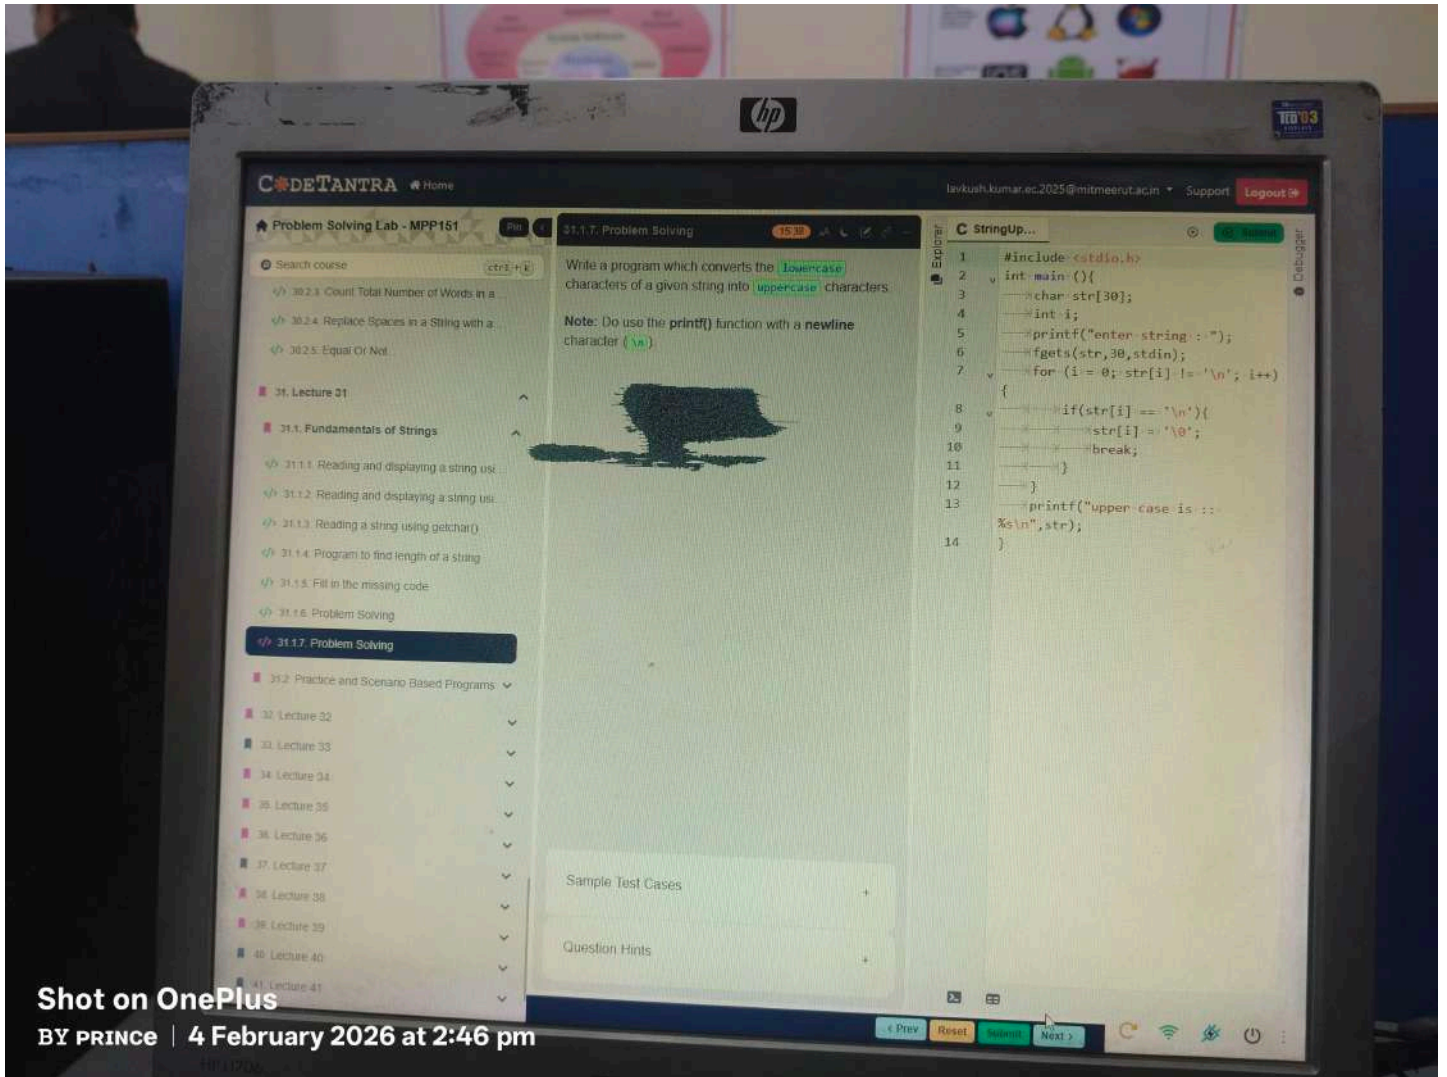 hp
CODETANTRA Home
lavkush.kumar.ec.2025@mitmeerut.ac.in Support Logout
Problem Solving Lab - MPP151
Pin
Search course
ctrl + k
30.2.3. Count Total Number of Words in a...
30.2.4. Replace Spaces in a String with a...
30.2.5. Equal Or Not...
31. Lecture 31
31.1. Fundamentals of Strings
31.1.1. Reading and displaying a string usi...
31.1.2. Reading and displaying a string usi...
31.1.3. Reading a string using getchar()
31.1.4. Program to find length of a string
31.1.5. Fill in the missing code
31.1.6. Problem Solving
31.1.7. Problem Solving
31.2. Practice and Scenario Based Programs
32. Lecture 32
33. Lecture 33
34. Lecture 34
35. Lecture 35
36. Lecture 36
37. Lecture 37
38. Lecture 38
39. Lecture 39
40. Lecture 40
41. Lecture 41
31.1.7. Problem Solving
Write a program which converts the lowercase
characters of a given string into uppercase characters.
Note: Do use the printf() function with a newline
character ( \n ).
Sample Test Cases +
Question Hints +
Explorer
C StringUp...
Submit
Debugger
1 #include <stdio.h>
2 int main (){
3 char str[30];
4 int i;
5 printf("enter string : ");
6 fgets(str,30,stdin);
7 for (i = 0; str[i] != '\n'; i++)
{
8 if(str[i] == '\n'){
9 str[i] = '\0';
10 break;
11 }
12 }
13 printf("upper case is ::
%s\n",str);
14 }
< Prev Reset Submit Next >
Shot on OnePlus
BY PRINCE | 4 February 2026 at 2:46 pm